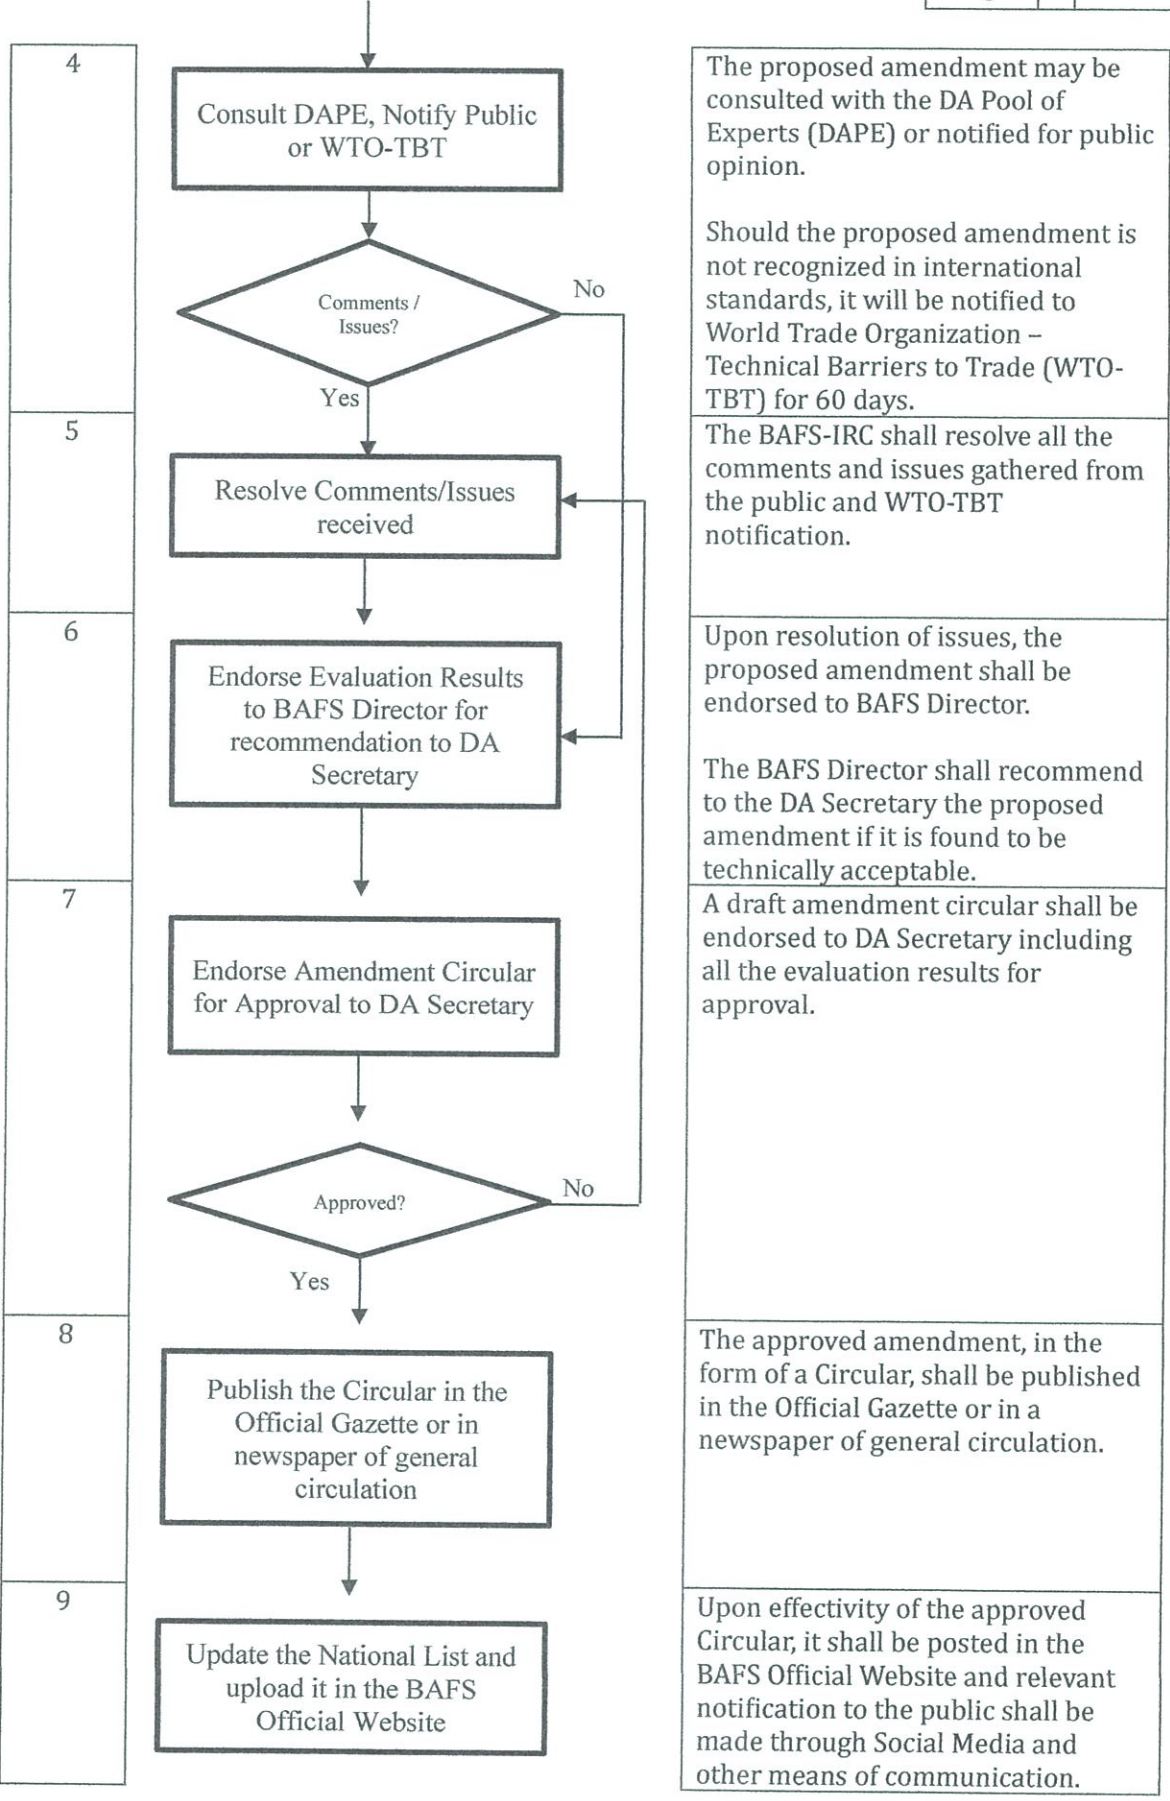 4
Consult DAPE, Notify Public
or WTO-TBT
The proposed amendment may be
consulted with the DA Pool of
Experts (DAPE) or notified for public
opinion.
Should the proposed amendment is
not recognized in international
standards, it will be notified to
World Trade Organization –
Technical Barriers to Trade (WTO-
TBT) for 60 days.
Comments /
Issues?
No
Yes
5
Resolve Comments/Issues
received
The BAFS-IRC shall resolve all the
comments and issues gathered from
the public and WTO-TBT
notification.
6
Endorse Evaluation Results
to BAFS Director for
recommendation to DA
Secretary
Upon resolution of issues, the
proposed amendment shall be
endorsed to BAFS Director.
The BAFS Director shall recommend
to the DA Secretary the proposed
amendment if it is found to be
technically acceptable.
7
Endorse Amendment Circular
for Approval to DA Secretary
A draft amendment circular shall be
endorsed to DA Secretary including
all the evaluation results for
approval.
Approved?
No
Yes
8
Publish the Circular in the
Official Gazette or in
newspaper of general
circulation
The approved amendment, in the
form of a Circular, shall be published
in the Official Gazette or in a
newspaper of general circulation.
9
Update the National List and
upload it in the BAFS
Official Website
Upon effectivity of the approved
Circular, it shall be posted in the
BAFS Official Website and relevant
notification to the public shall be
made through Social Media and
other means of communication.